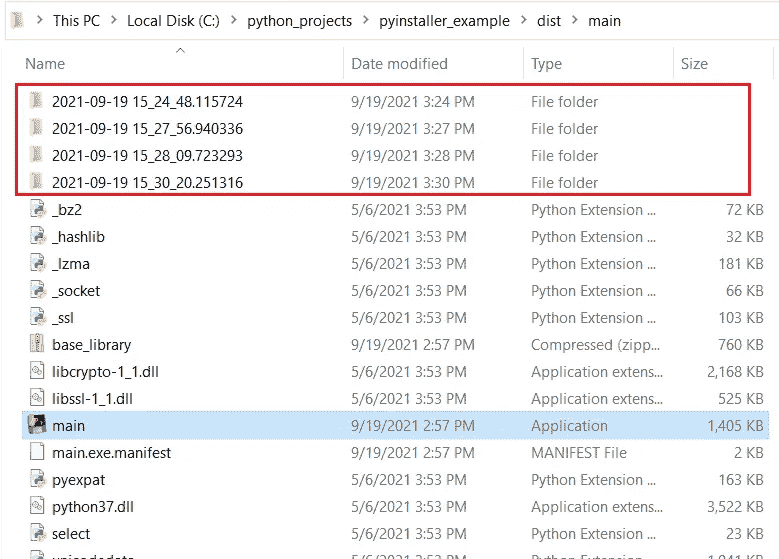 This PC > Local Disk (C:) > python_projects > pyinstaller_example > dist > main
Name Date modified Type Size
2021-09-19 15_24_48.115724 9/19/2021 3:24 PM File folder
2021-09-19 15_27_56.940336 9/19/2021 3:27 PM File folder
2021-09-19 15_28_09.723293 9/19/2021 3:28 PM File folder
2021-09-19 15_30_20.251316 9/19/2021 3:30 PM File folder
_bz2 5/6/2021 3:53 PM Python Extension ... 72 KB
_hashlib 5/6/2021 3:53 PM Python Extension ... 32 KB
_lzma 5/6/2021 3:53 PM Python Extension ... 181 KB
_socket 5/6/2021 3:53 PM Python Extension ... 66 KB
_ssl 5/6/2021 3:53 PM Python Extension ... 103 KB
base_library 9/19/2021 2:57 PM Compressed (zipp... 760 KB
libcrypto-1_1.dll 5/6/2021 3:53 PM Application extens... 2,168 KB
libssl-1_1.dll 5/6/2021 3:53 PM Application extens... 525 KB
main 9/19/2021 2:57 PM Application 1,405 KB
main.exe.manifest 9/19/2021 2:57 PM MANIFEST File 2 KB
pyexpat 5/6/2021 3:53 PM Python Extension ... 163 KB
python37.dll 5/6/2021 3:53 PM Application extens... 3,522 KB
select 5/6/2021 3:53 PM Python Extension ... 23 KB